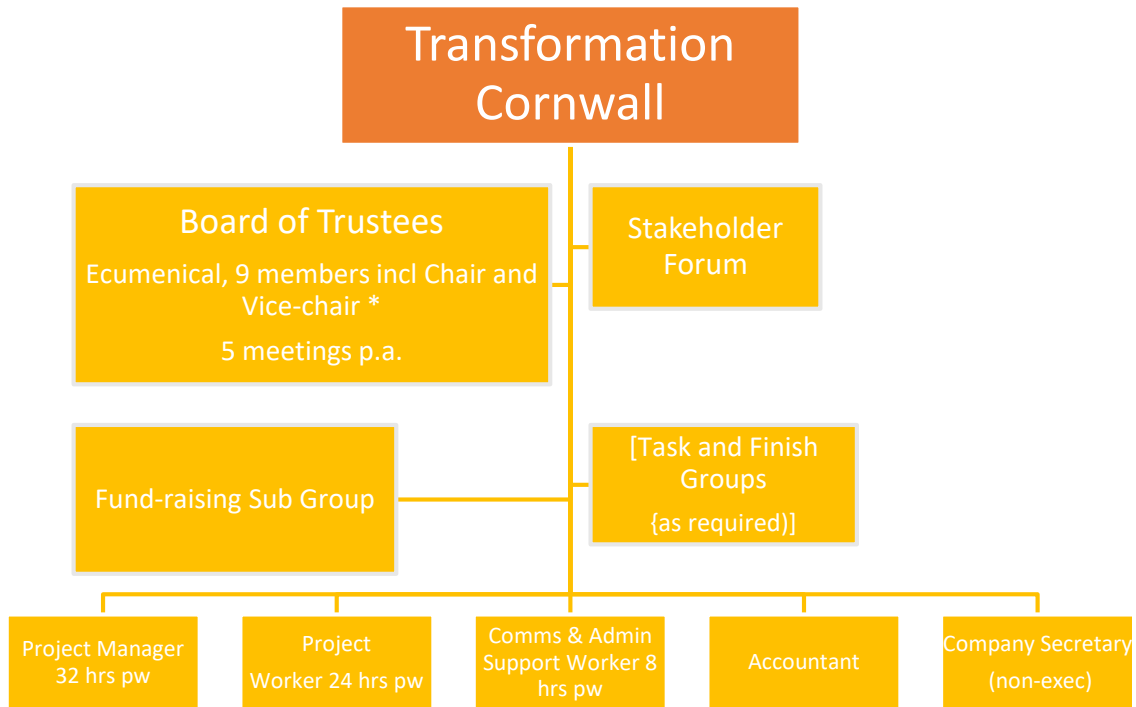 Transformation
Cornwall
Board of Trustees
Ecumenical, 9 members incl Chair and
Vice-chair *
5 meetings p.a.
Stakeholder
Forum
Fund-raising Sub Group
[Task and Finish
Groups
{as required)]
Project Manager
32 hrs pw
Project
Worker 24 hrs pw
Comms & Admin
Support Worker 8
hrs pw
Accountant
Company Secretary
(non-exec)